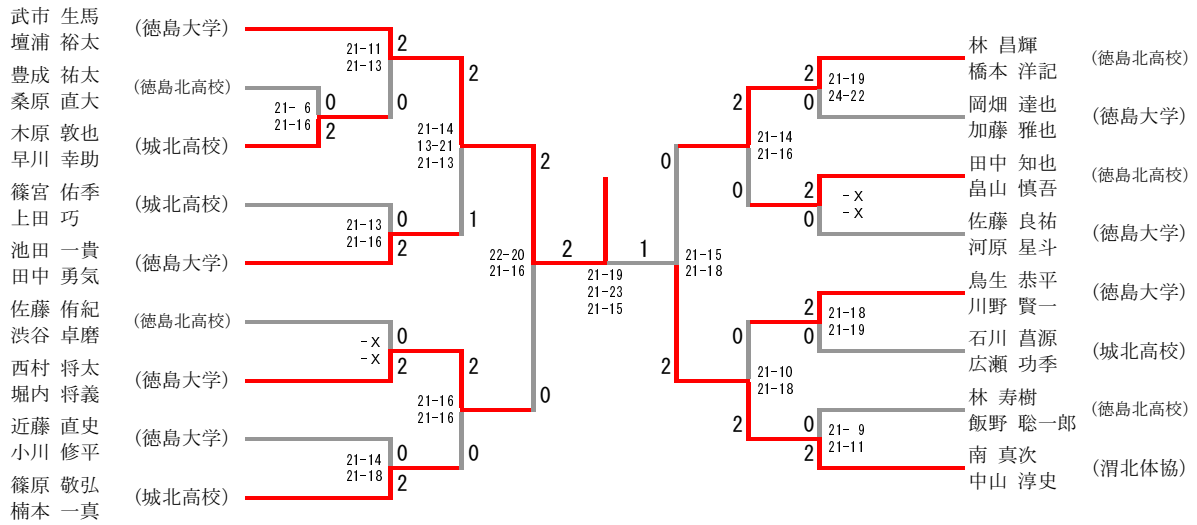 武市 生馬
壇浦 裕太
(徳島大学)
豊成 祐太
桑原 直大
(徳島北高校)
木原 敦也
早川 幸助
(城北高校)
篠宮 佑季
上田 巧
(城北高校)
池田 一貴
田中 勇気
(徳島大学)
佐藤 侑紀
渋谷 卓磨
(徳島北高校)
西村 将太
堀内 将義
(徳島大学)
近藤 直史
小川 修平
(徳島大学)
篠原 敬弘
楠本 一真
(城北高校)
21- 6
21-16
0
2
21-11
21-13
2
0
21-13
21-16
0
2
-X
-X
0
2
21-14
21-18
0
2
21-14
13-21
21-13
2
1
21-16
21-16
2
0
22-20
21-16
2
0
2
1
21-19
21-23
21-15
0
2
21-15
21-18
2
0
21-14
21-16
0
2
21-10
21-18
2
0
21-19
24-22
2
0
-X
-X
2
0
21-18
21-19
0
2
21- 9
21-11
林 昌輝
橋本 洋記
(徳島北高校)
岡畑 達也
加藤 雅也
(徳島大学)
田中 知也
畠山 慎吾
(徳島北高校)
佐藤 良祐
河原 星斗
(徳島大学)
鳥生 恭平
川野 賢一
(徳島大学)
石川 菖源
広瀬 功季
(城北高校)
林 寿樹
飯野 聡一郎
(徳島北高校)
南 真次
中山 淳史
(渭北体協)